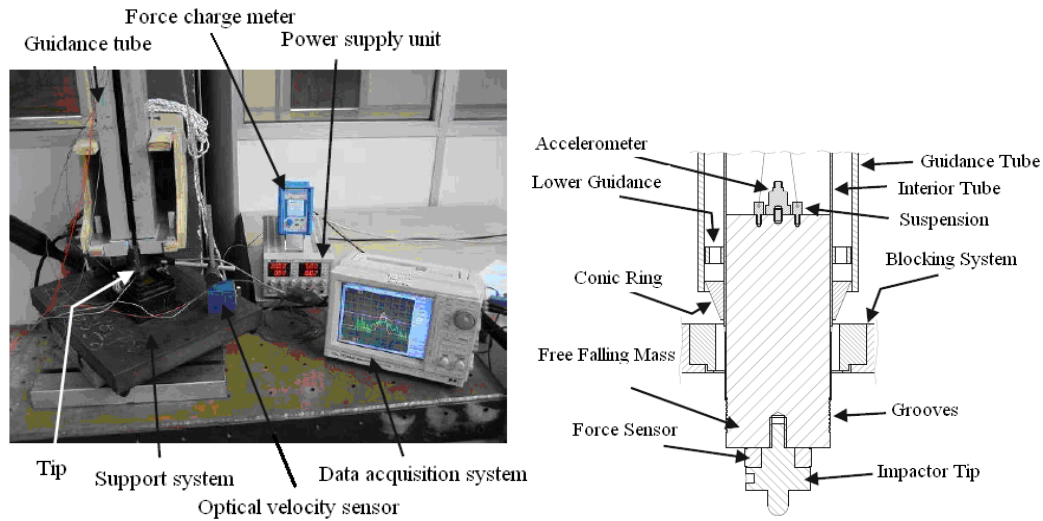 Force charge meter
Guidance tube
Power supply unit
Tip
Support system
Data acquisition system
Optical velocity sensor
Accelerometer
Guidance Tube
Lower Guidance
Interior Tube
Suspension
Blocking System
Conic Ring
Free Falling Mass
Grooves
Force Sensor
Impactor Tip